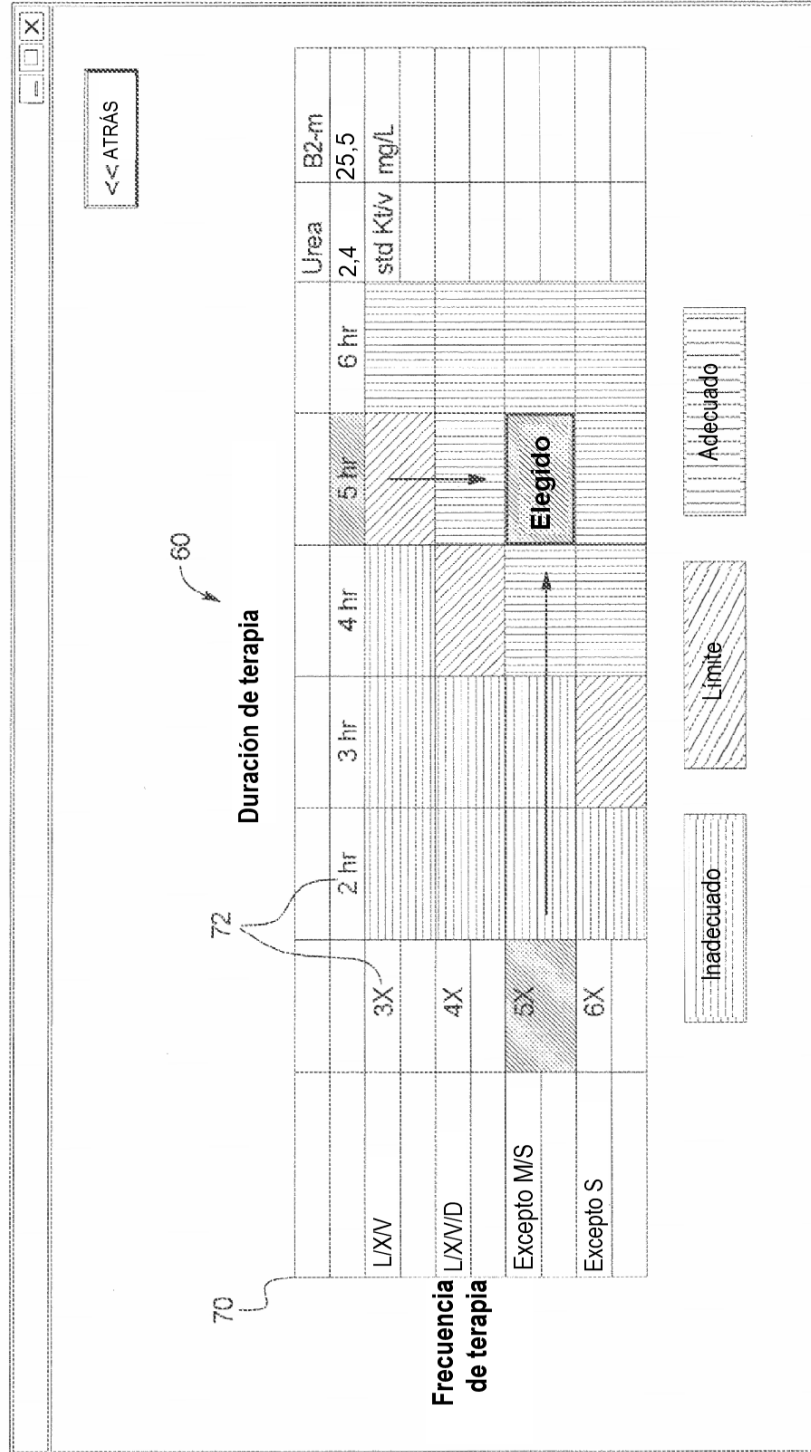 << ATRÁS
60
Duración de terapia
70
72
2 hr 3 hr 4 hr 5 hr 6 hr
Urea B2-m
2,4 25,5
std Kt/v mg/L
Frecuencia
de terapia
L/X/V 3X
L/X/V/D 4X
Excepto M/S 5X
Elegido
Excepto S 6X
Inadecuado
Límite
Adecuado